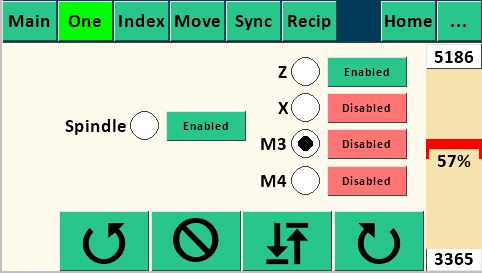 Main One Index Move Sync Recip Home ...
5186
Z Enabled
X Disabled
Spindle Enabled
M3 Disabled
57%
M4 Disabled
3365